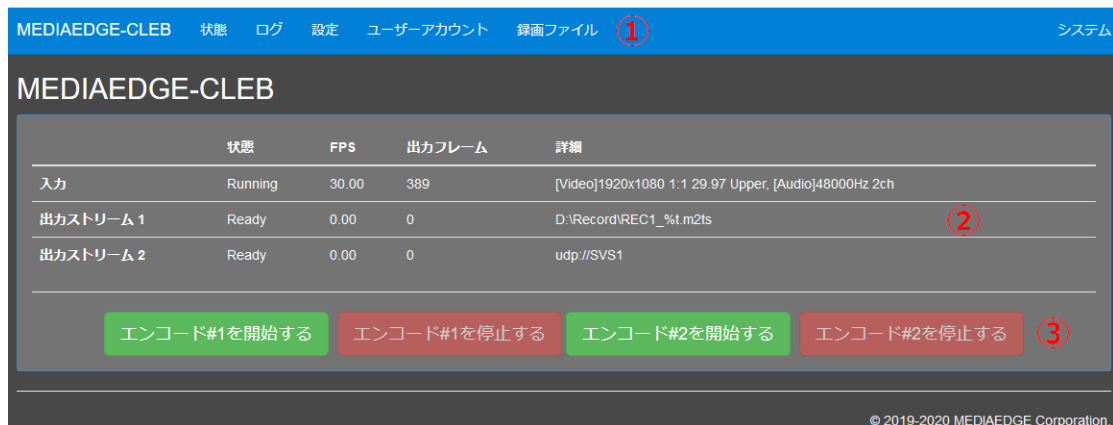 MEDIAEDGE-CLEB 状態 ログ 設定 ユーザーアカウント 録画ファイル ① システム
MEDIAEDGE-CLEB
状態 FPS 出力フレーム 詳細
入力 Running 30.00 389 [Video]1920x1080 1:1 29.97 Upper, [Audio]48000Hz 2ch
出力ストリーム 1 Ready 0.00 0 D:\Record\REC1_%t.m2ts ②
出力ストリーム 2 Ready 0.00 0 udp://SVS1
エンコード#1を開始する エンコード#1を停止する エンコード#2を開始する エンコード#2を停止する ③
© 2019-2020 MEDIAEDGE Corporation